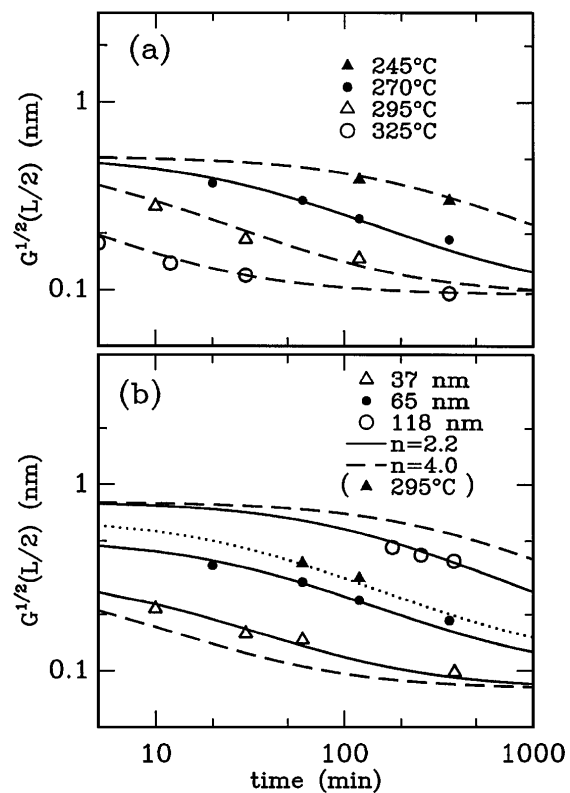 (a)
245°C
270°C
295°C
325°C
1
0.1
G^1/2(L/2) (nm)
(b)
37 nm
65 nm
118 nm
n=2.2
n=4.0
( 295°C )
1
0.1
G^1/2(L/2) (nm)
10 100 1000
time (min)